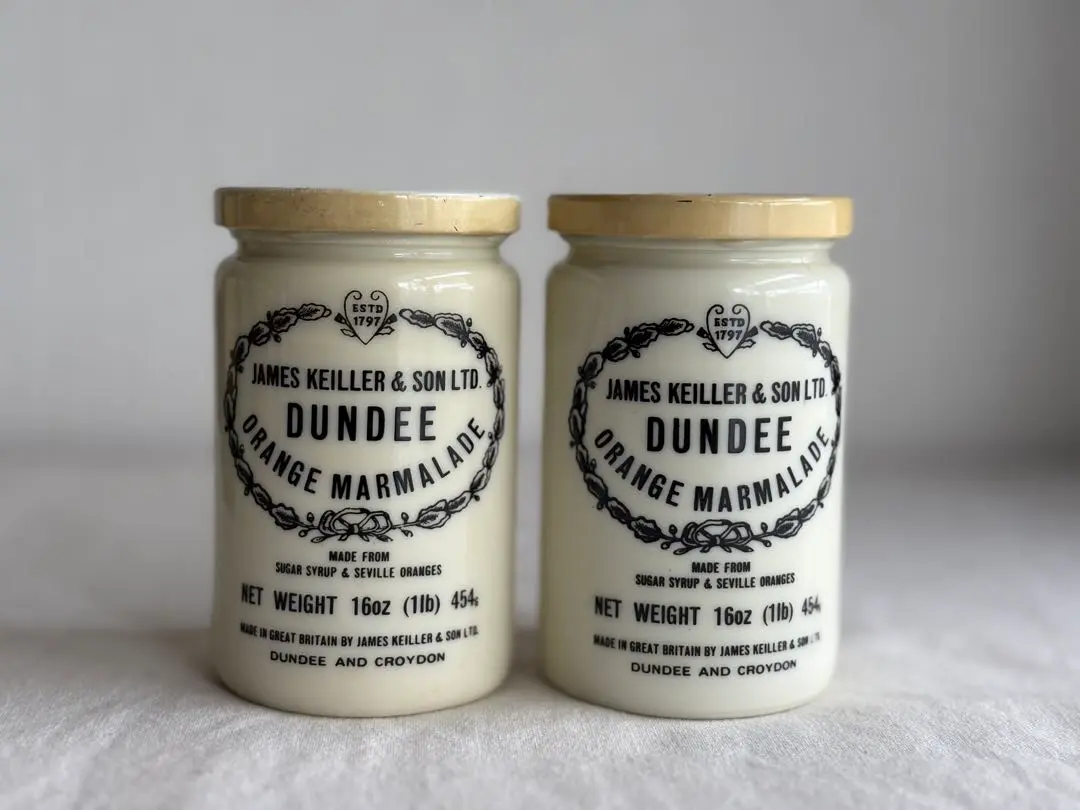 ESTD
1797
JAMES KEILLER & SON LTD.
DUNDEE
ORANGE MARMALADE
MADE FROM
SUGAR SYRUP & SEVILLE ORANGES
NET WEIGHT 16oz (1lb) 454g
MADE IN GREAT BRITAIN BY JAMES KEILLER & SON LTD.
DUNDEE AND CROYDON
ESTD
1797
JAMES KEILLER & SON LTD.
DUNDEE
ORANGE MARMALADE
MADE FROM
SUGAR SYRUP & SEVILLE ORANGES
NET WEIGHT 16oz (1lb) 454g
MADE IN GREAT BRITAIN BY JAMES KEILLER & SON LTD.
DUNDEE AND CROYDON